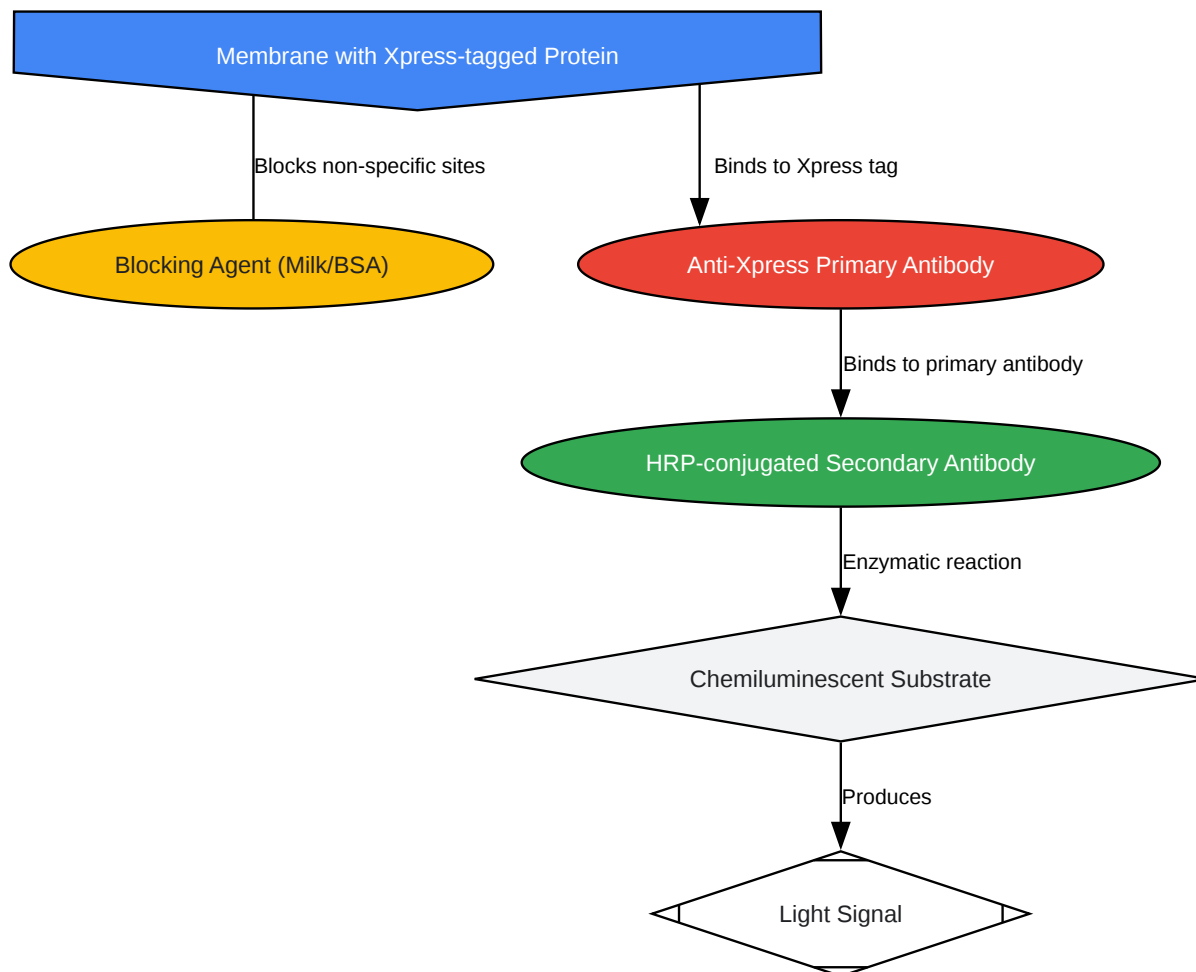 Membrane with Xpress-tagged Protein
Blocks non-specific sites
Binds to Xpress tag
Blocking Agent (Milk/BSA)
Anti-Xpress Primary Antibody
Binds to primary antibody
HRP-conjugated Secondary Antibody
Enzymatic reaction
Chemiluminescent Substrate
Produces
Light Signal